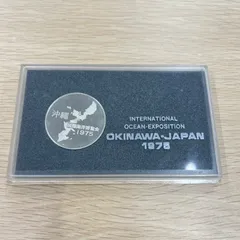 沖縄
1975
INTERNATIONAL
OCEAN·EXPOSITION
OKINAWA·JAPAN
1975